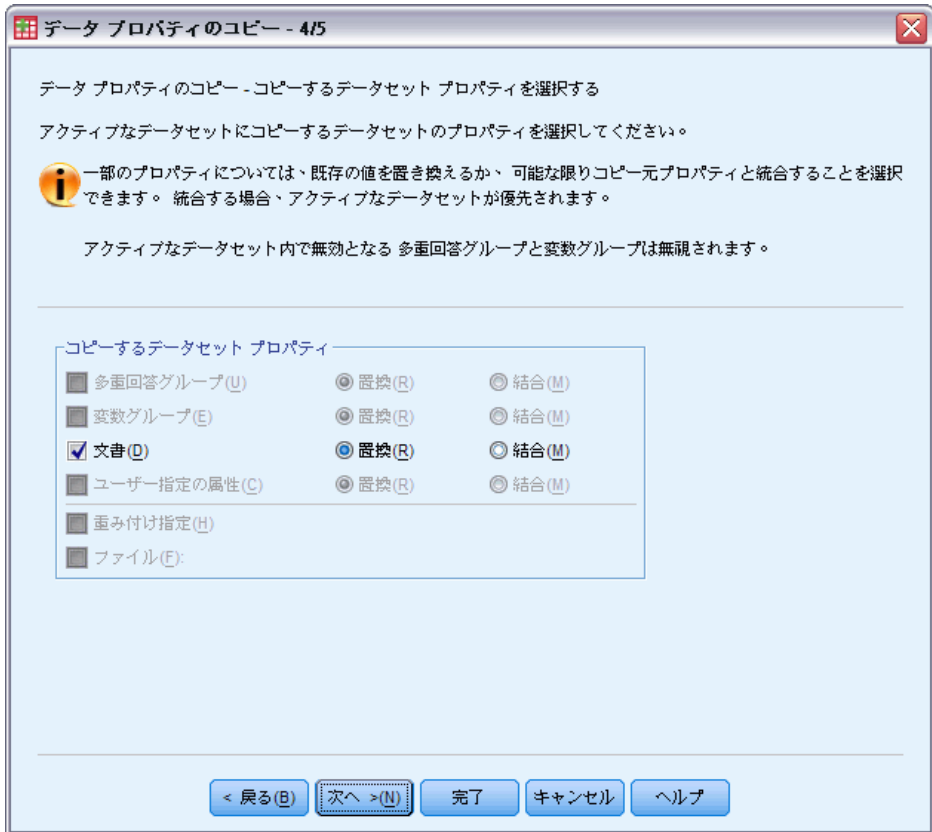 データ プロパティのコピー - 4/5
データ プロパティのコピー - コピーするデータセット プロパティを選択する
アクティブなデータセットにコピーするデータセットのプロパティを選択してください。
一部のプロパティについては、既存の値を置き換えるか、 可能な限りコピー元プロパティと統合することを選択
できます。 統合する場合、アクティブなデータセットが優先されます。
アクティブなデータセット内で無効となる 多重回答グループと変数グループは無視されます。
コピーするデータセット プロパティ
多重回答グループ(U) 置換(R) 結合(M)
変数グループ(E) 置換(R) 結合(M)
文書(D) 置換(R) 結合(M)
ユーザー指定の属性(C) 置換(R) 結合(M)
重み付け指定(H)
ファイル(F):
< 戻る(B) 次へ >(N) 完了 キャンセル ヘルプ